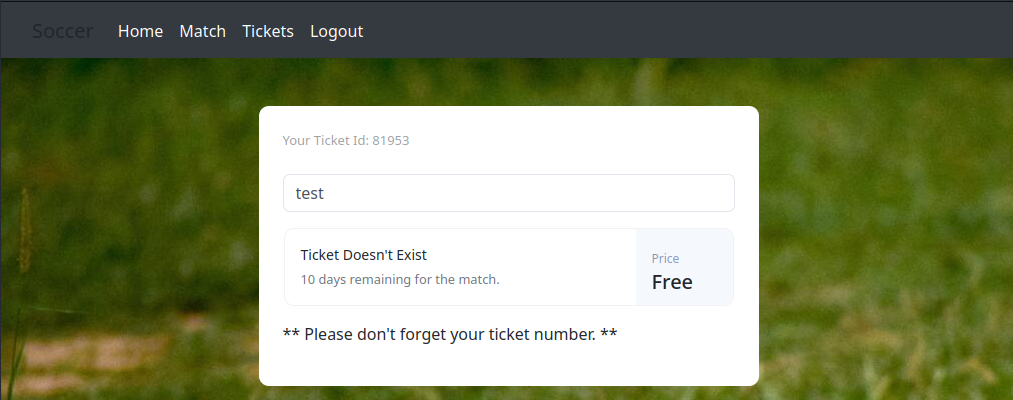 Soccer Home Match Tickets Logout
Your Ticket Id: 81953
test
Ticket Doesn't Exist
10 days remaining for the match.
Price
Free
** Please don't forget your ticket number. **